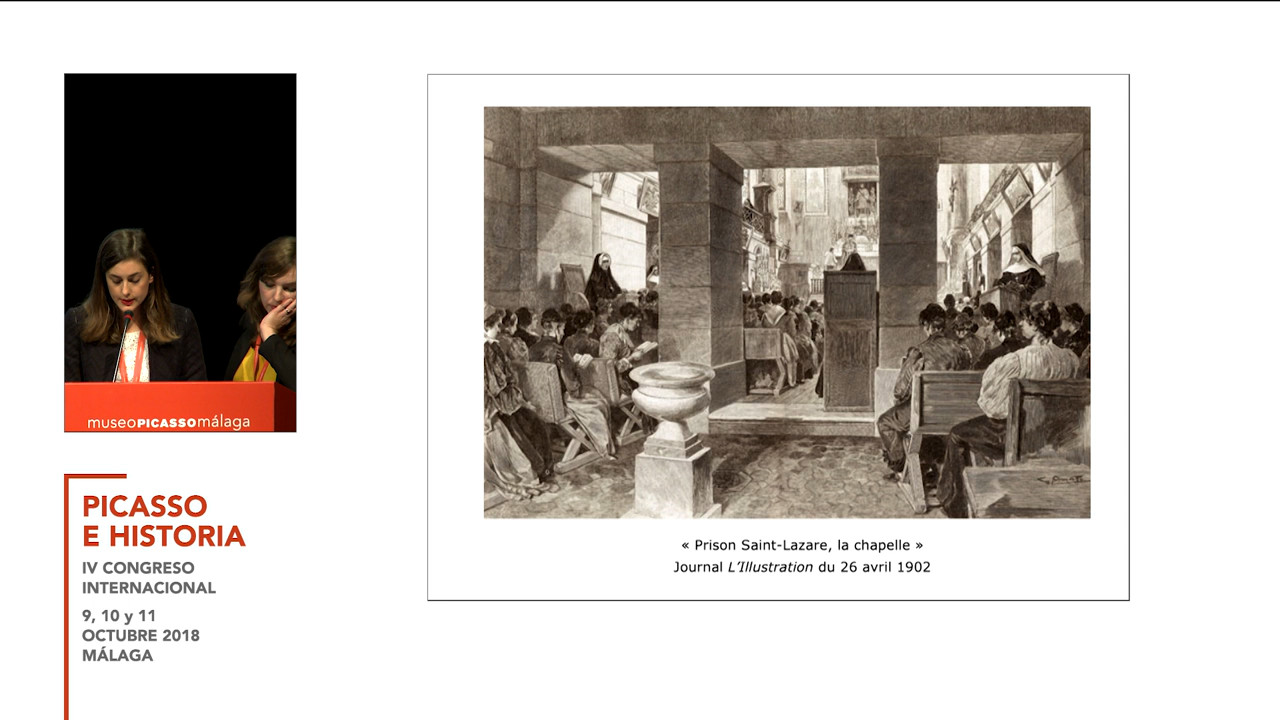 museoPICASSOmálaga
PICASSO
E HISTORIA
IV CONGRESO
INTERNACIONAL
9, 10 y 11
OCTUBRE 2018
MÁLAGA
« Prison Saint-Lazare, la chapelle »
Journal L'Illustration du 26 avril 1902